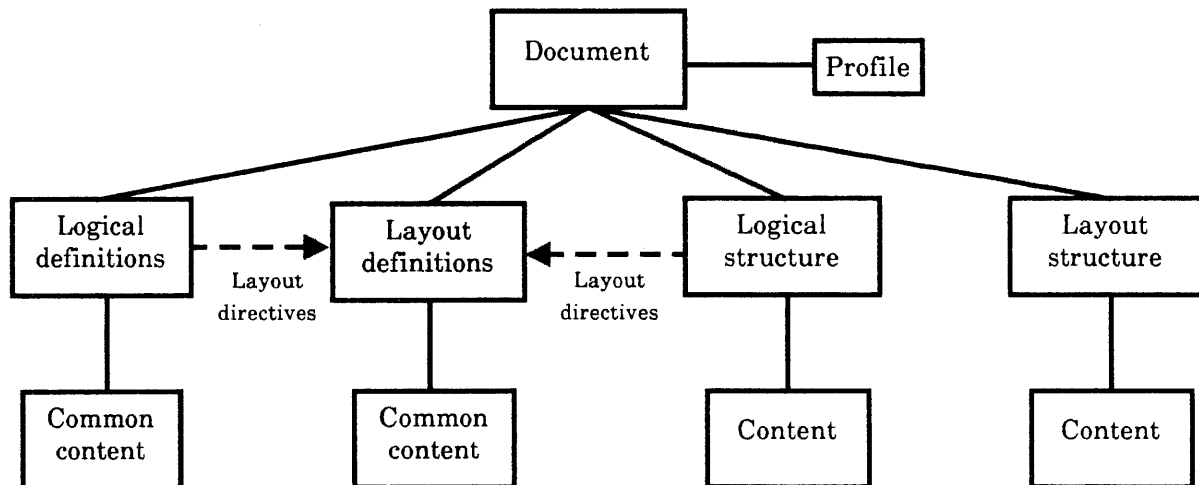 Document
Profile
Logical
definitions
Layout
definitions
Logical
structure
Layout
structure
Layout
directives
Layout
directives
Common
content
Common
content
Content
Content